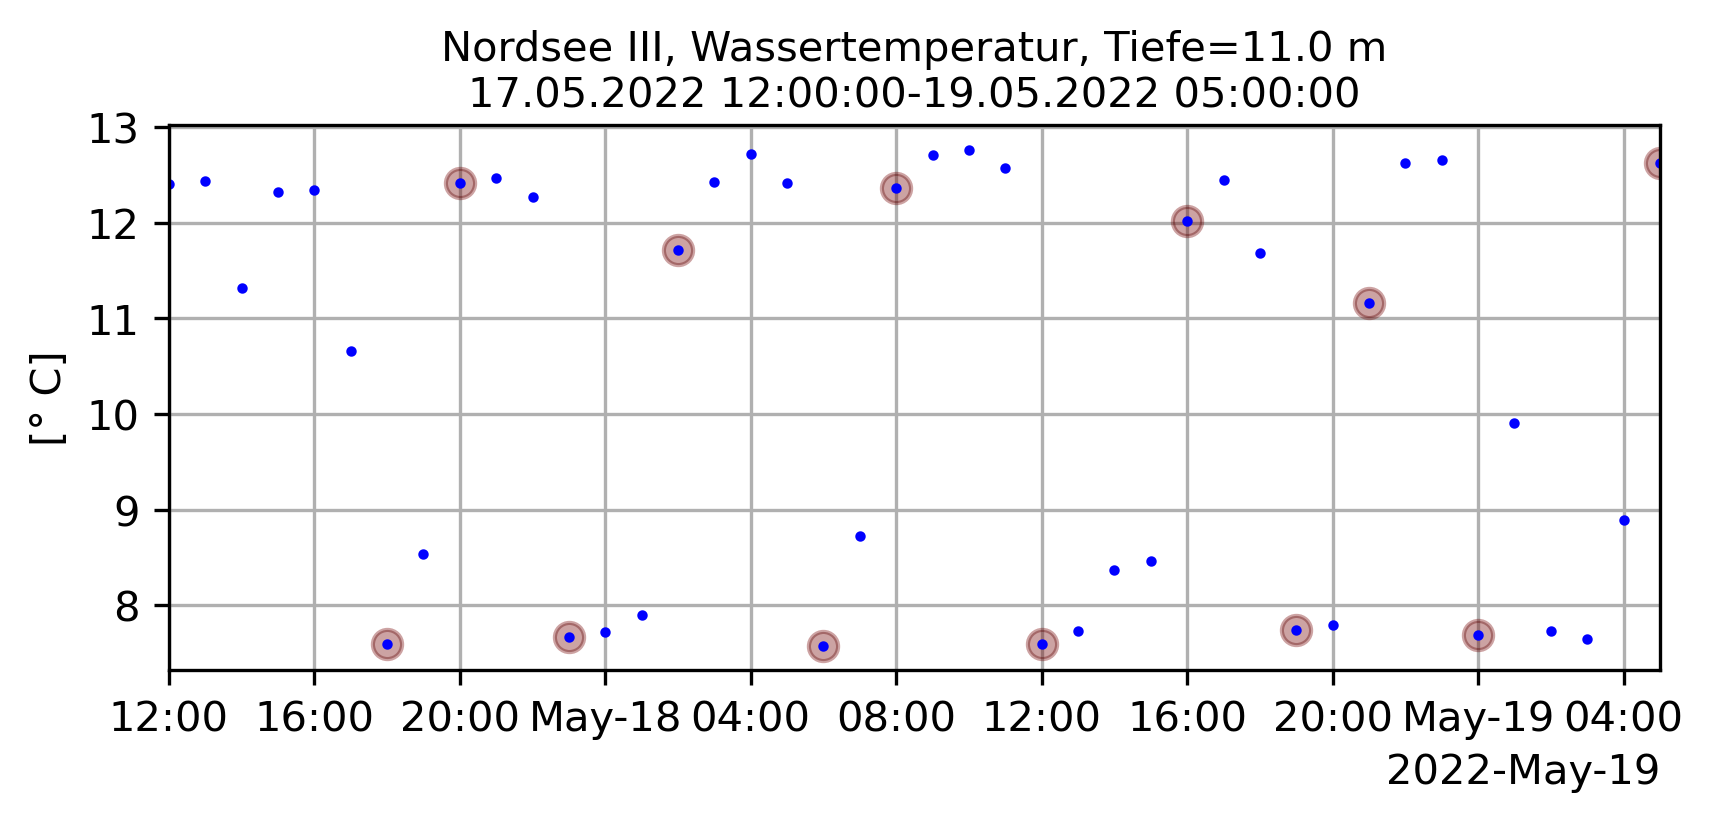 Nordsee III, Wassertemperatur, Tiefe=11.0 m
17.05.2022 12:00:00-19.05.2022 05:00:00
13
12
11
10
9
8
[° C]
12:00 16:00 20:00 May-18 04:00 08:00 12:00 16:00 20:00 May-19 04:00
2022-May-19